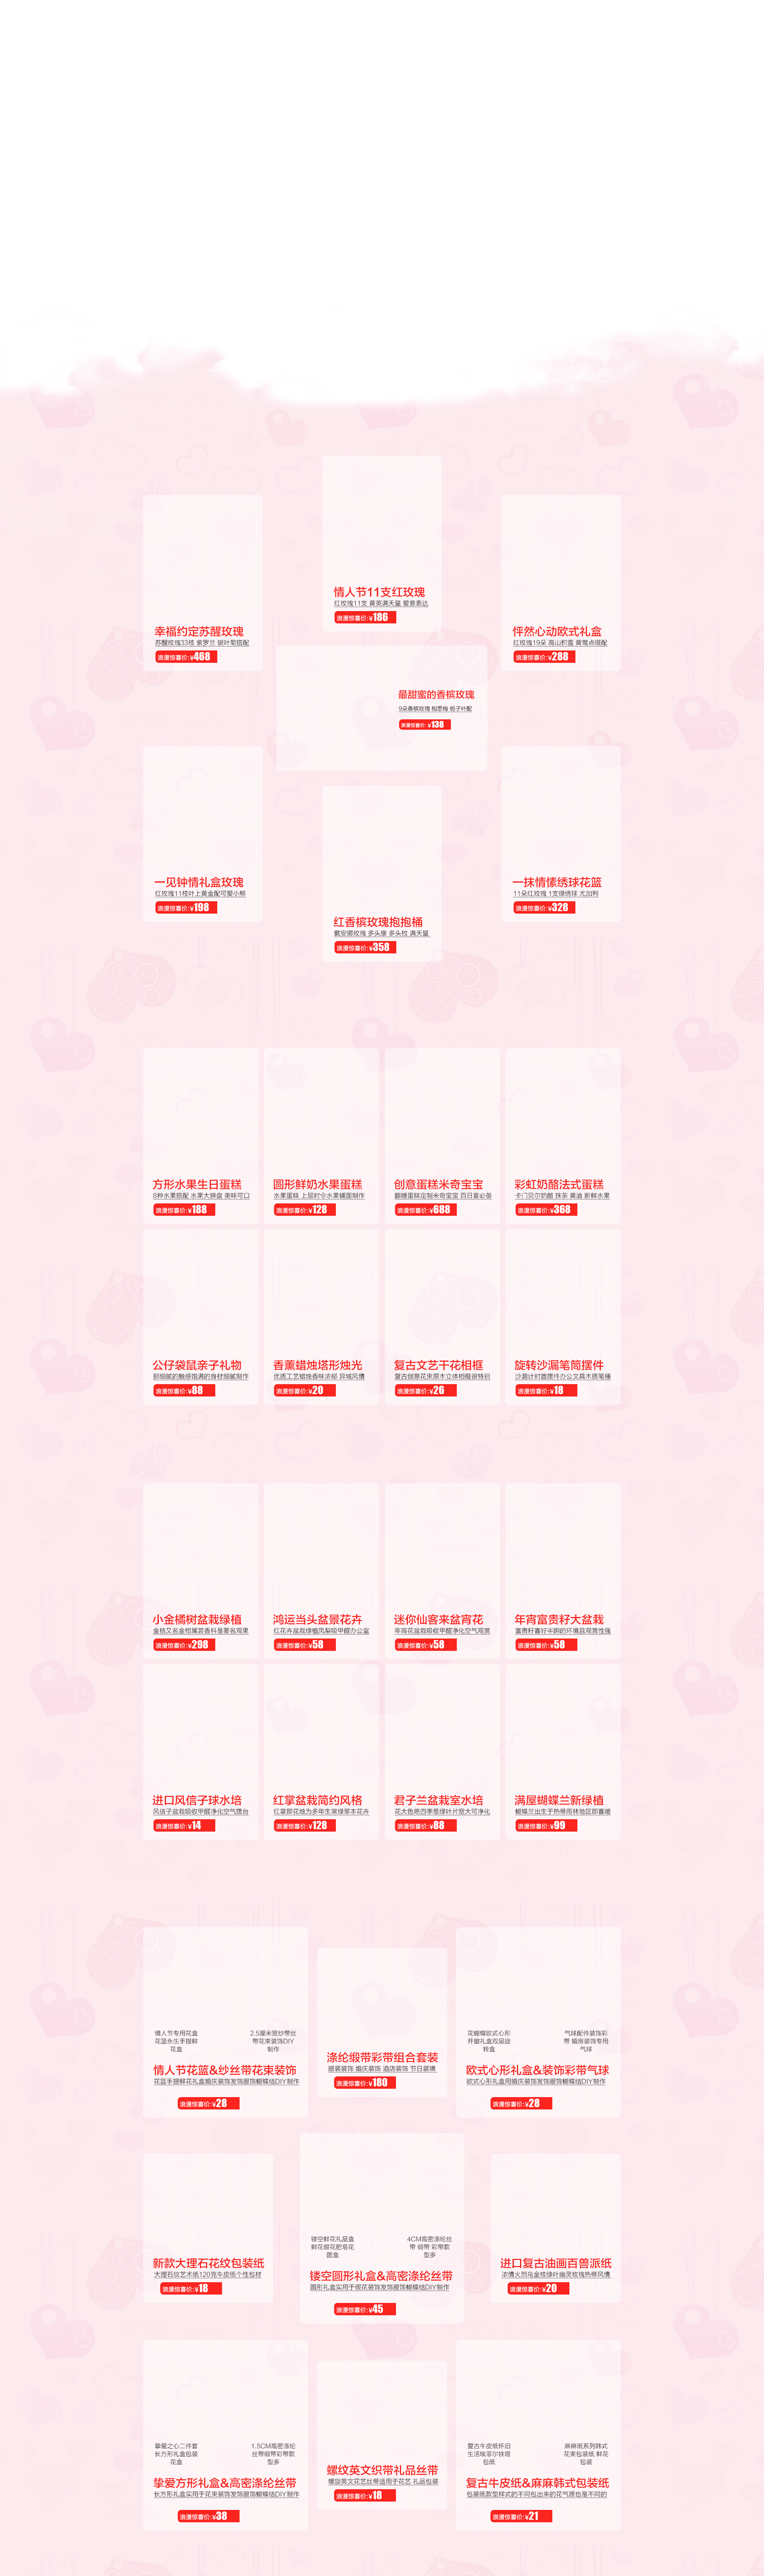 情人节11支红玫瑰
红玫瑰11支 黄英满天星 爱意表达
浪漫惊喜价:¥186
幸福约定苏醒玫瑰
苏醒玫瑰33枝 紫罗兰 银叶菊搭配
浪漫惊喜价:¥468
怦然心动欧式礼盒
红玫瑰19朵 高山积雪 黄莺点缀配
浪漫惊喜价:¥288
最甜蜜的香槟玫瑰
9朵香槟玫瑰 相思梅 栀子叶配
浪漫惊喜价:¥138
一见钟情礼盒玫瑰
红玫瑰11枝叶上黄金配可爱小熊
浪漫惊喜价:¥198
红香槟玫瑰抱抱桶
戴安娜玫瑰 多头康 多头枚 满天星
浪漫惊喜价:¥358
一抹情愫绣球花篮
11朵红玫瑰 1支绿绣球 尤加利
浪漫惊喜价:¥328
方形水果生日蛋糕
8种水果搭配 水果大拼盘 美味可口
浪漫惊喜价:¥188
圆形鲜奶水果蛋糕
水果蛋糕 上层时令水果铺面制作
浪漫惊喜价:¥128
创意蛋糕米奇宝宝
翻糖蛋糕定制米奇宝宝 百日宴必备
浪漫惊喜价:¥688
彩虹奶酪法式蛋糕
卡门贝尔奶酪 抹茶 黄油 新鲜水果
浪漫惊喜价:¥368
公仔袋鼠亲子礼物
那细腻的触感饱满的身材细腻制作
浪漫惊喜价:¥88
香薰蜡烛塔形烛光
优质工艺蜡烛香味浓郁 异域风情
浪漫惊喜价:¥20
复古文艺干花相框
复古创意花束原木立体相框很特别
浪漫惊喜价:¥26
旋转沙漏笔筒摆件
沙漏计时器摆件办公文具木质笔桶
浪漫惊喜价:¥18
小金橘树盆栽绿植
金桔又名金柑属芸香科是著名观果
浪漫惊喜价:¥298
鸿运当头盆景花卉
红花卉盆栽绿植凤梨吸甲醛办公室
浪漫惊喜价:¥58
迷你仙客来盆宵花
年宵花盆栽吸收甲醛净化空气观赏
浪漫惊喜价:¥58
年宵富贵籽大盆栽
富贵籽喜好半阴的环境且观赏性强
浪漫惊喜价:¥58
进口风信子球水培
风信子盆栽吸收甲醛净化空气摆台
浪漫惊喜价:¥14
红掌盆栽简约风格
红掌即花烛为多年生常绿草本花卉
浪漫惊喜价:¥128
君子兰盆栽室水培
花大色艳四季葱绿叶片宽大可净化
浪漫惊喜价:¥88
满屋蝴蝶兰新绿植
蝴蝶兰出生于热带雨林地区即喜暖
浪漫惊喜价:¥99
情人节专用花盒
花篮永生手提鲜
花盒
2.5厘米宽纱带丝
带花束装饰DIY
制作
情人节花篮&纱丝带花束装饰
花篮手提鲜花礼盒婚庆装饰发饰服饰蝴蝶结DIY制作
浪漫惊喜价:¥28
涤纶缎带彩带组合套装
服装装饰 婚庆装饰 酒店装饰 节日装璜
浪漫惊喜价:¥180
花蝴蝶欧式心形
开窗礼盒双层旋
转盒
气球配件装饰彩
带 婚房装饰专用
气球
欧式心形礼盒&装饰彩带气球
欧式心形礼盒用婚庆装饰发饰服饰蝴蝶结DIY制作
浪漫惊喜价:¥28
新款大理石花纹包装纸
大理石纹艺术纸120克牛皮纸个性包材
浪漫惊喜价:¥18
镂空鲜花礼品盒
鲜花假花肥皂花
圆盒
4CM高密涤纶丝
带 缎带 彩带款
型多
镂空圆形礼盒&高密涤纶丝带
圆形礼盒实用于假花装饰发饰服饰蝴蝶结DIY制作
浪漫惊喜价:¥45
进口复古油画百兽派纸
浓情火烈鸟金枝绿叶幽灵玫瑰热带风情
浪漫惊喜价:¥20
挚爱之心二件套
长方形礼盒包装
花盒
1.5CM高密涤纶
丝带缎带彩带款
型多
挚爱方形礼盒&高密涤纶丝带
长方形礼盒实用于花束装饰发饰服饰蝴蝶结DIY制作
浪漫惊喜价:¥38
螺纹英文织带礼品丝带
螺旋英文花艺丝带适用于花艺 礼品包装
浪漫惊喜价:¥18
复古牛皮纸怀旧
生活埃菲尔铁塔
包纸
麻麻纸系列韩式
花束包装纸 鲜花
包装
复古牛皮纸&麻麻韩式包装纸
包装纸款型样式的不同包出来的花气质也是不同的
浪漫惊喜价:¥21